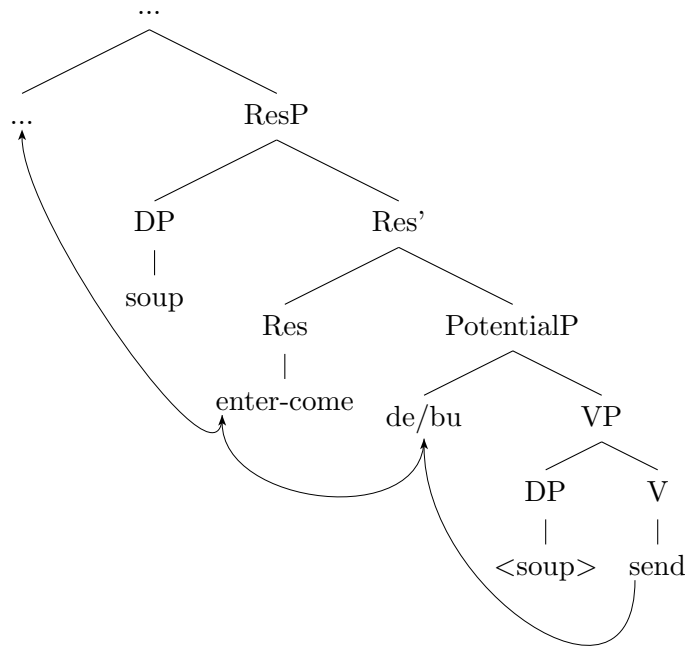 ...
... ResP
DP Res'
soup
Res PotentialP
enter-come
de/bu VP
DP V
<soup> send